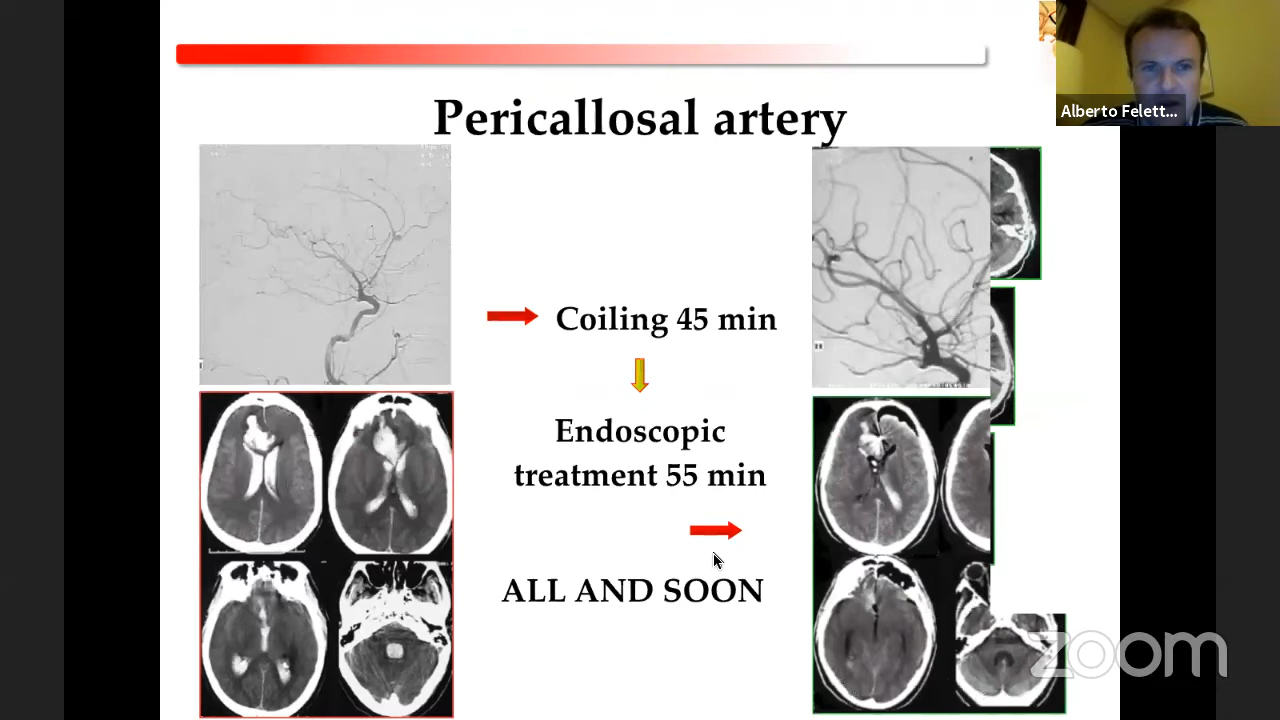 Alberto Felett...
Pericallosal artery
Coiling 45 min
Endoscopic
treatment 55 min
ALL AND SOON
zoom